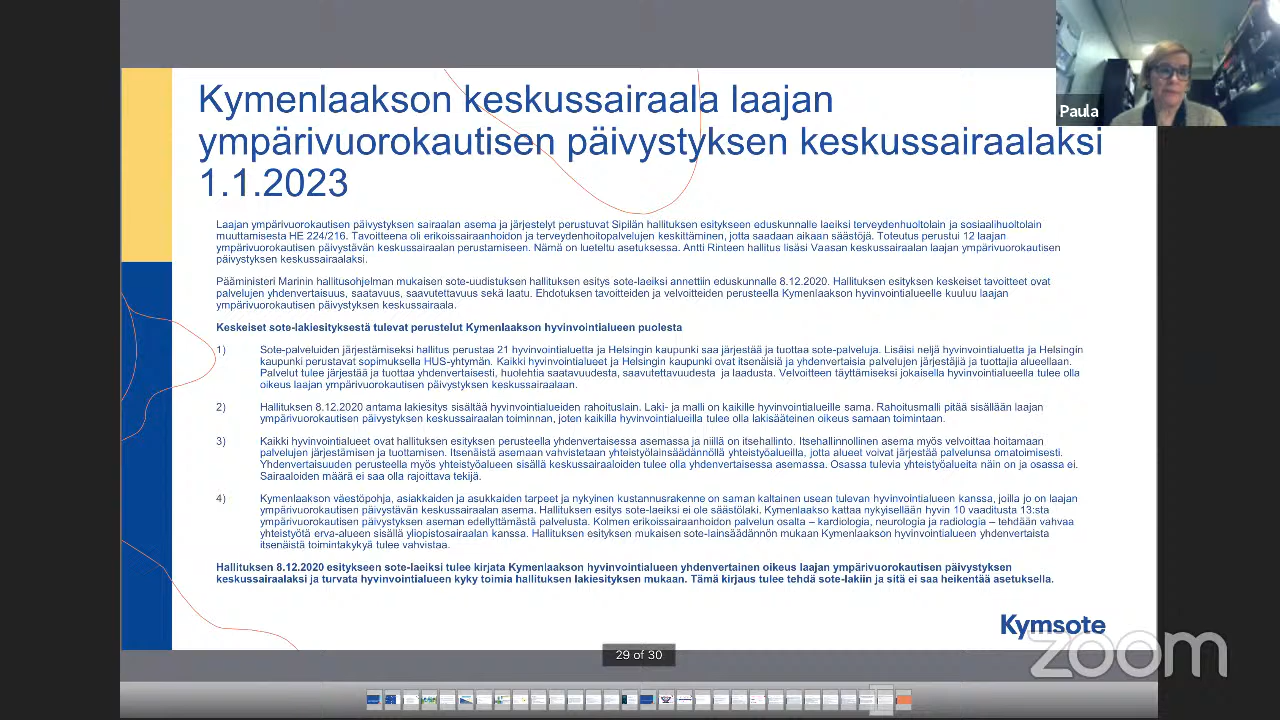 Paula
Kymenlaakson keskussairaala laajan
ympärivuorokautisen päivystyksen keskussairaalaksi
1.1.2023
Laajan ympärivuorokautisen päivystyksen sairaalan asema ja järjestelyt perustuvat Sipilän hallituksen esitykseen eduskunnalle laeiksi terveydenhuoltolain ja sosiaalihuoltolain
muuttamisesta HE 224/216. Tavoitteena oli erikoissairaanhoidon ja terveydenhoitopalvelujen keskittäminen, jotta saadaan aikaan säästöjä. Toteutus perustui 12 laajan
ympärivuorokautisen päivystävän keskussairaalan perustamiseen. Nämä on lueteltu asetuksessa. Antti Rinteen hallitus lisäsi Vaasan keskussairaalan laajan ympärivuorokautisen
päivystyksen keskussairaalaksi.
Pääministeri Marinin hallitusohjelman mukaisen sote-uudistuksen hallituksen esitys sote-laeiksi annettiin eduskunnalle 8.12.2020. Hallituksen esityksen keskeiset tavoitteet ovat
palvelujen yhdenvertaisuus, saatavuus, saavutettavuus sekä laatu. Ehdotuksen tavoitteiden ja velvoitteiden perusteella Kymenlaakson hyvinvointialueelle kuuluu laajan
ympärivuorokautisen päivystyksen keskussairaala.
Keskeiset sote-lakiesityksestä tulevat perustelut Kymenlaakson hyvinvointialueen puolesta
1) Sote-palveluiden järjestämiseksi hallitus perustaa 21 hyvinvointialuetta ja Helsingin kaupunki saa järjestää ja tuottaa sote-palveluja. Lisäisi neljä hyvinvointialuetta ja Helsingin
kaupunki perustavat sopimuksella HUS-yhtymän. Kaikki hyvinvointialueet ja Helsingin kaupunki ovat itsenäisiä ja yhdenvertaisia palvelujen järjestäjiä ja tuottajia alueellaan.
Palvelut tulee järjestää ja tuottaa yhdenvertaisesti, huolehtia saatavuudesta, saavutettavuudesta ja laadusta. Velvoitteen täyttämiseksi jokaisella hyvinvointialueella tulee olla
oikeus laajan ympärivuorokautisen päivystyksen keskussairaalaan.
2) Hallituksen 8.12.2020 antama lakiesitys sisältää hyvinvointialueiden rahoituslain. Laki- ja malli on kaikille hyvinvointialueille sama. Rahoitusmalli pitää sisällään laajan
ympärivuorokautisen päivystyksen keskussairaalan toiminnan, joten kaikilla hyvinvointialueilla tulee olla lakisääteinen oikeus samaan toimintaan.
3) Kaikki hyvinvointialueet ovat hallituksen esityksen perusteella yhdenvertaisessa asemassa ja niillä on itsehallinto. Itsehallinnollinen asema myös velvoittaa hoitamaan
palvelujen järjestämisen ja tuottamisen. Itsenäistä asemaan vahvistetaan yhteistyölainsäädännöllä yhteistyöalueilla, jotta alueet voivat järjestää palvelunsa omatoimisesti.
Yhdenvertaisuuden perusteella myös yhteistyöalueen sisällä keskussairaaloiden tulee olla yhdenvertaisessa asemassa. Osassa tulevia yhteistyöalueita näin on ja osassa ei.
Sairaaloiden määrä ei saa olla rajoittava tekijä.
4) Kymenlaakson väestöpohja, asiakkaiden ja asukkaiden tarpeet ja nykyinen kustannusrakenne on saman kaltainen usean tulevan hyvinvointialueen kanssa, joilla jo on laajan
ympärivuorokautisen päivystävän keskussairaalan asema. Hallituksen esitys sote-laeiksi ei ole säästölaki. Kymenlaakso kattaa nykyisellään hyvin 10 vaaditusta 13:sta
ympärivuorokautisen päivystyksen aseman edellyttämästä palvelusta. Kolmen erikoissairaanhoidon palvelun osalta – kardiologia, neurologia ja radiologia – tehdään vahvaa
yhteistyötä erva-alueen sisällä yliopistosairaalan kanssa. Hallituksen esityksen mukaisen sote-lainsäädännön mukaan Kymenlaakson hyvinvointialueen yhdenvertaista
itsenäistä toimintakykyä tulee vahvistaa.
Hallituksen 8.12.2020 esitykseen sote-laeiksi tulee kirjata Kymenlaakson hyvinvointialueen yhdenvertainen oikeus laajan ympärivuorokautisen päivystyksen
keskussairaalaksi ja turvata hyvinvointialueen kyky toimia hallituksen lakiesityksen mukaan. Tämä kirjaus tulee tehdä sote-lakiin ja sitä ei saa heikentää asetuksella.
Kymsote
zoom
29 of 30